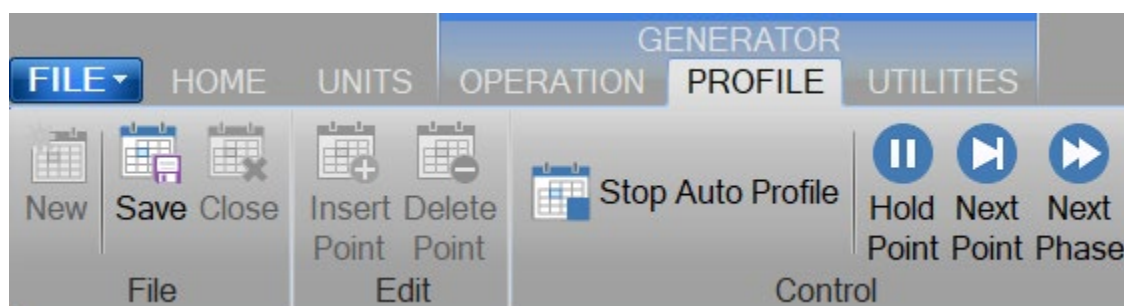 GENERATOR
FILE HOME UNITS OPERATION PROFILE UTILITIES
New Save Close Insert Delete Stop Auto Profile Hold Next Next
Point Point Point Point Phase
File Edit Control